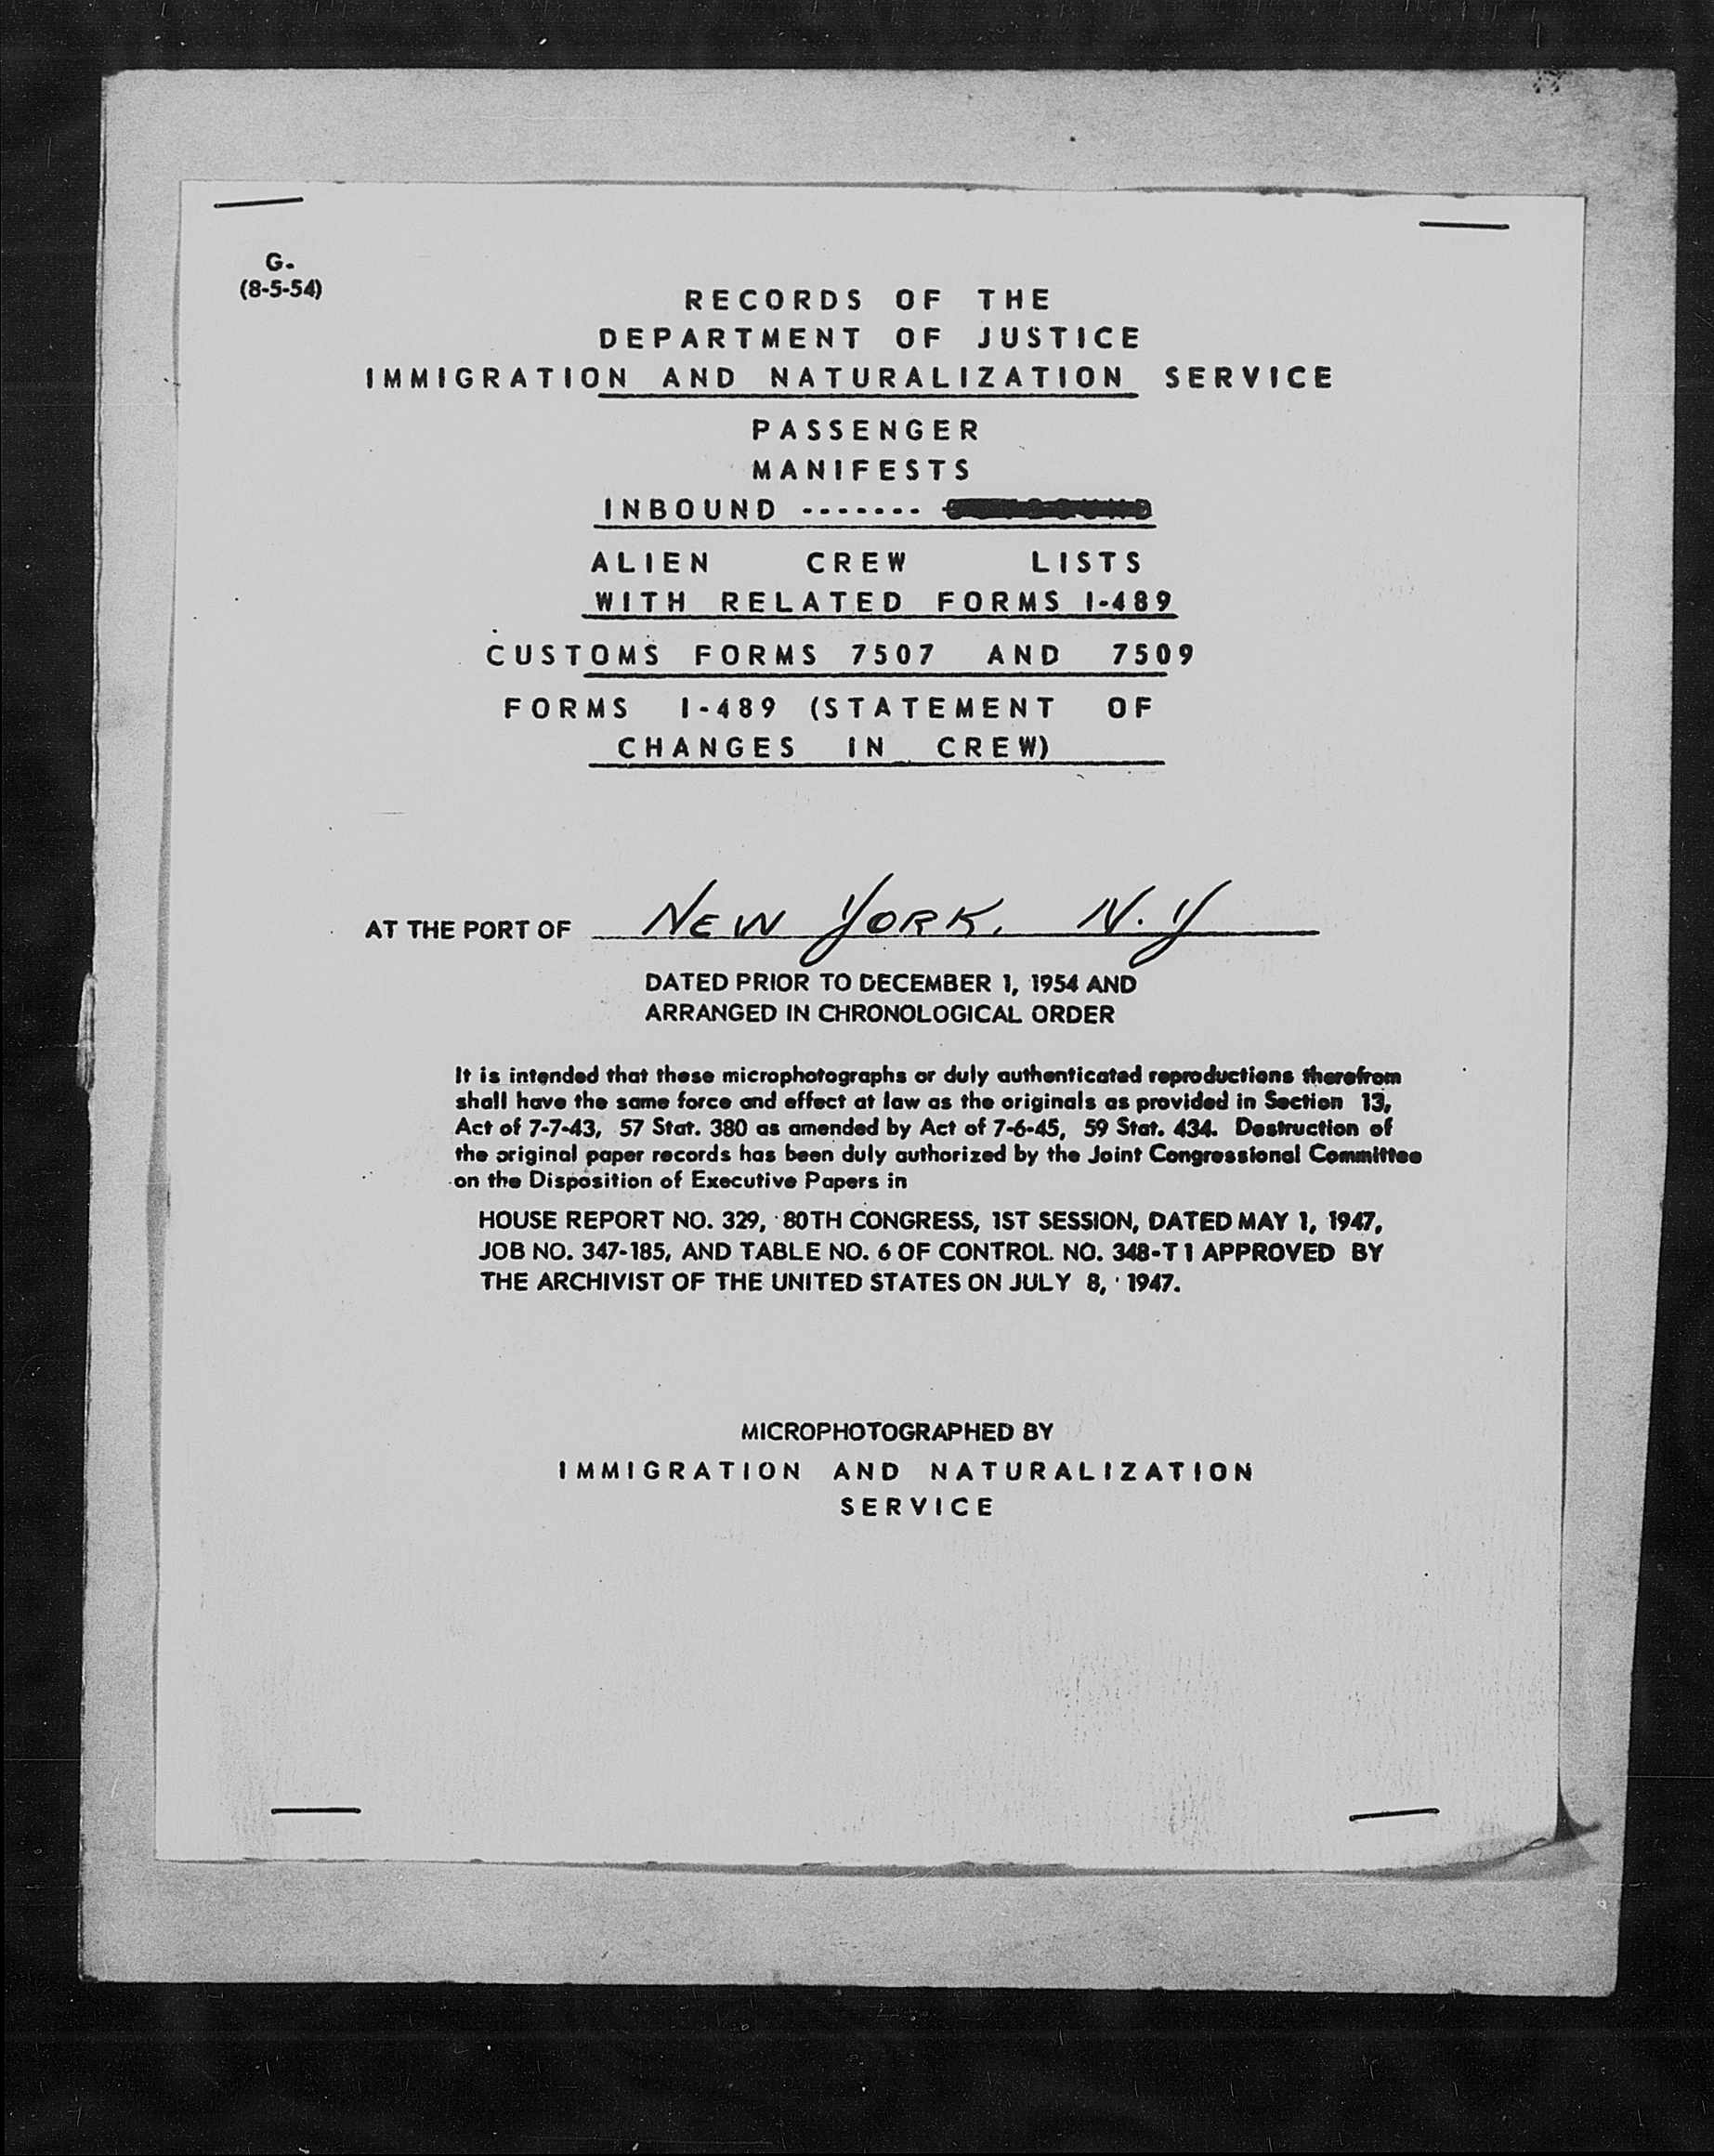 G.
(8-5-54)
RECORDS OF THE
DEPARTMENT OF JUSTICE
IMMIGRATION AND NATURALIZATION SERVICE
PASSENGER
MANIFESTS
INBOUND -------
ALIEN CREW LISTS
WITH RELATED FORMS I-489
CUSTOMS FORMS 7507 AND 7509
FORMS I-489 (STATEMENT OF
CHANGES IN CREW)
AT THE PORT OF NEW YORK, N.Y
DATED PRIOR TO DECEMBER 1, 1954 AND
ARRANGED IN CHRONOLOGICAL ORDER
It is intended that these microphotographs or duly authenticated reproductions therefrom
shall have the same force and effect at law as the originals as provided in Section 13,
Act of 7-7-43, 57 Stat. 380 as amended by Act of 7-6-45, 59 Stat. 434. Destruction of
the original paper records has been duly authorized by the Joint Congressional Committee
on the Disposition of Executive Papers in
HOUSE REPORT NO. 329, 80TH CONGRESS, 1ST SESSION, DATED MAY 1, 1947,
JOB NO. 347-185, AND TABLE NO. 6 OF CONTROL NO. 348-T1 APPROVED BY
THE ARCHIVIST OF THE UNITED STATES ON JULY 8, 1947.
MICROPHOTOGRAPHED BY
IMMIGRATION AND NATURALIZATION
SERVICE